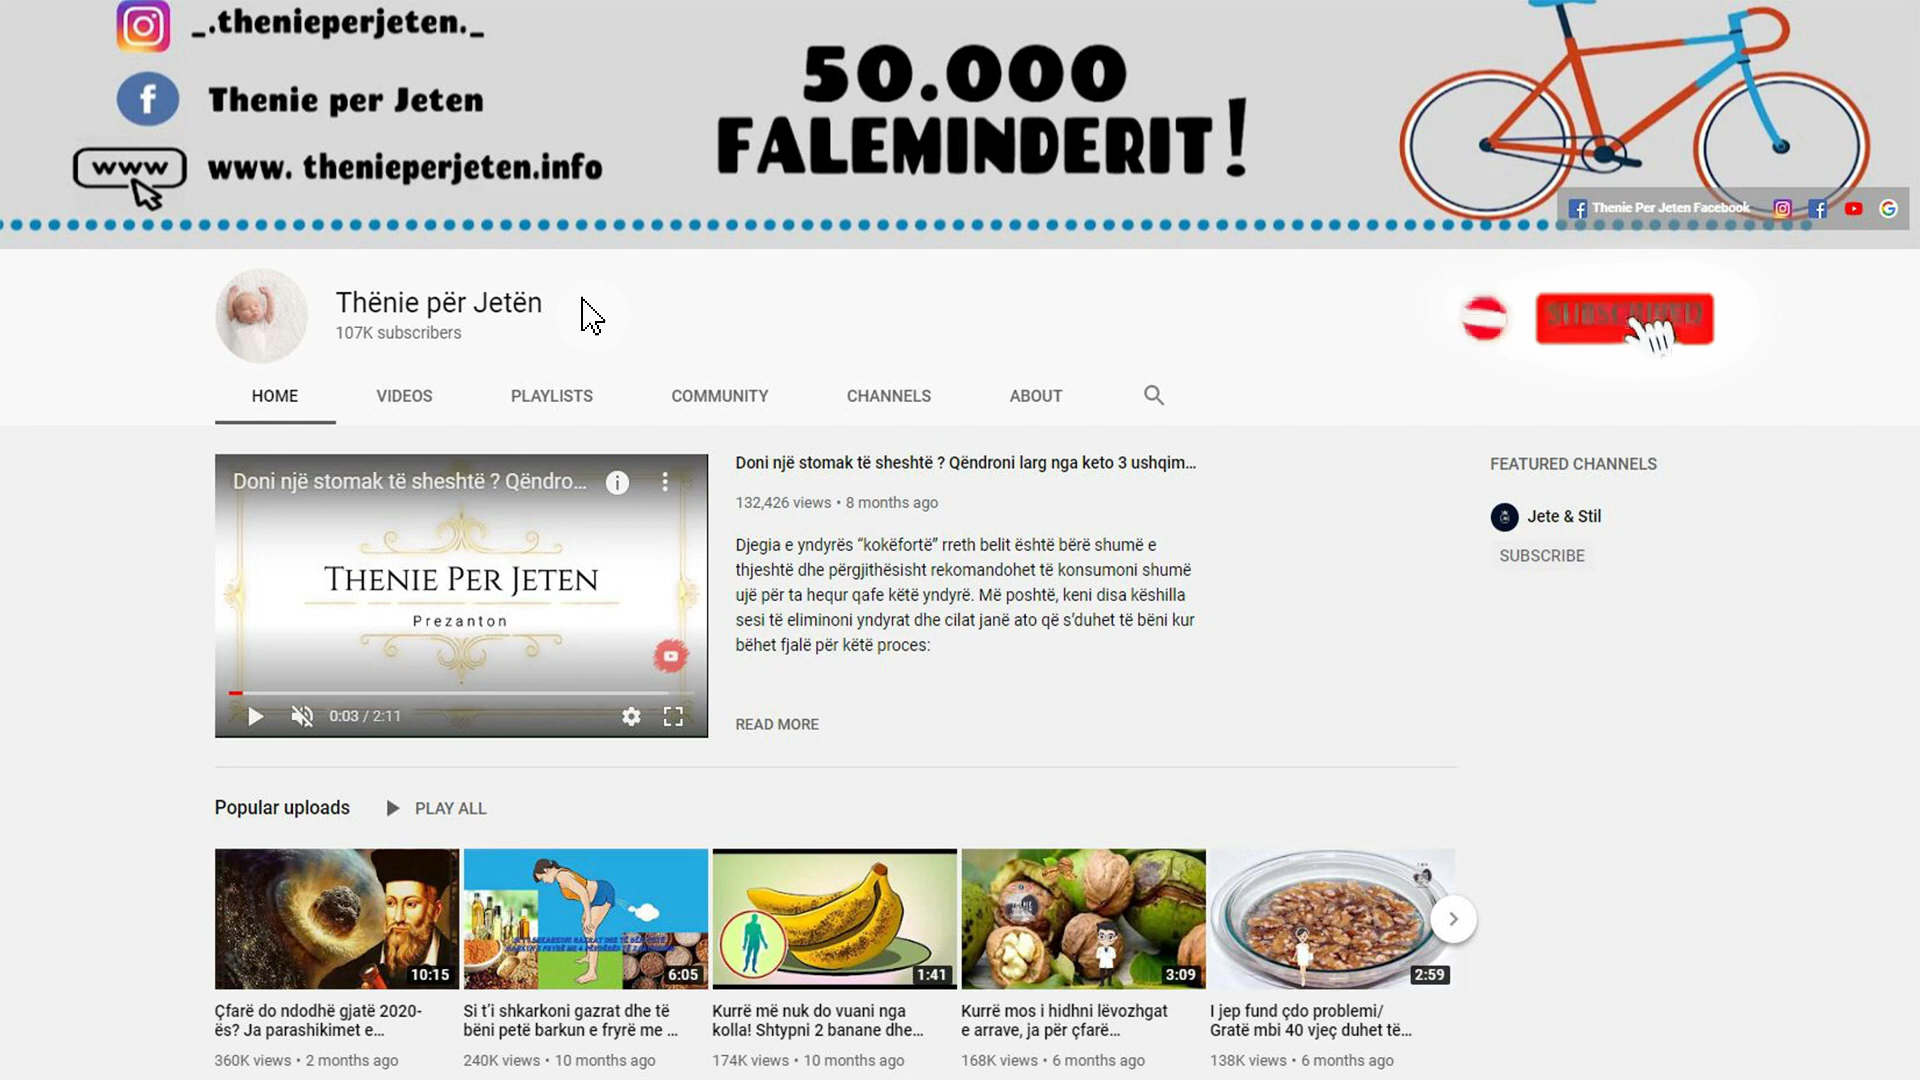 _.thenieperjeten._
Thenie per Jeten
www
www. thenieperjeten.info
50.000
FALEMINDERIT!
Thenie Per Jeten Facebook
Thënie për Jetën
107K subscribers
HOME
VIDEOS
PLAYLISTS
COMMUNITY
CHANNELS
ABOUT
Doni një stomak të sheshtë ? Qëndro...
THENIE PER JETEN
Prezanton
0:03 / 2:11
Doni një stomak të sheshtë ? Qëndroni larg nga keto 3 ushqim...
132,426 views • 8 months ago
Djegia e yndyrës “kokëfortë” rreth belit është bërë shumë e
thjeshtë dhe përgjithësisht rekomandohet të konsumoni shumë
ujë për ta hequr qafe këtë yndyrë. Më poshtë, keni disa këshilla
sesi të eliminoni yndyrat dhe cilat janë ato që s’duhet të bëni kur
bëhet fjalë për këtë proces:
READ MORE
FEATURED CHANNELS
Jete & Stil
SUBSCRIBE
Popular uploads
PLAY ALL
10:15
6:05
1:41
3:09
2:59
Çfarë do ndodhë gjatë 2020-
ës? Ja parashikimet e...
360K views • 2 months ago
Si t’i shkarkoni gazrat dhe të
bëni petë barkun e fryrë me ...
240K views • 10 months ago
Kurrë më nuk do vuani nga
kolla! Shtypni 2 banane dhe...
174K views • 10 months ago
Kurrë mos i hidhni lëvozhgat
e arrave, ja për çfarë...
168K views • 6 months ago
I jep fund çdo problemi/
Gratë mbi 40 vjeç duhet të...
138K views • 6 months ago